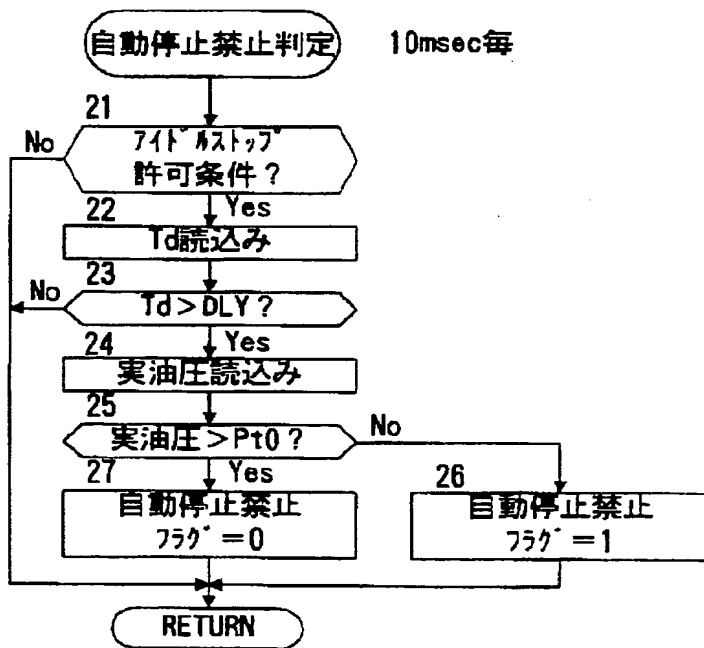 自動停止禁止判定
10msec毎
21
No
ｱｲﾄﾞﾙｽﾄｯﾌﾟ
許可条件？
Yes
22
Td読込み
23
No
Td＞DLY？
Yes
24
実油圧読込み
25
実油圧＞Pt0？
No
Yes
27
自動停止禁止
ﾌﾗｸﾞ＝0
26
自動停止禁止
ﾌﾗｸﾞ＝1
RETURN